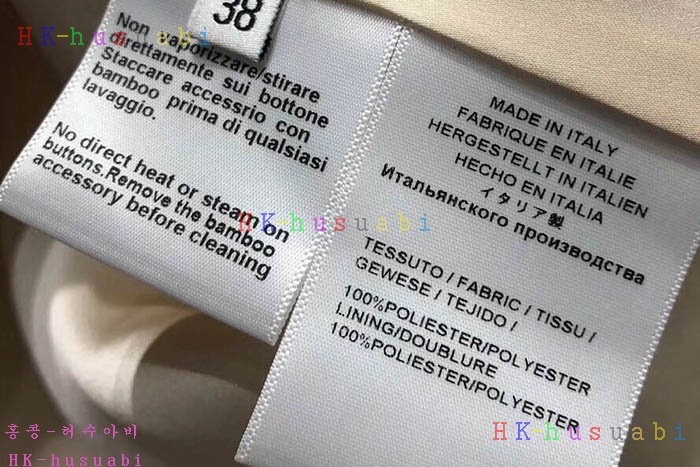 38
Non vaporizzare/stirare
direttamente sui bottone
Staccare accessrio con
bamboo prima di qualsiasi
lavaggio.
No direct heat or steam on
buttons.Remove the bamboo
accessory before cleaning
MADE IN ITALY
FABRIQUE EN ITALIE
HERGESTELLT IN ITALIEN
HECHO EN ITALIA
イタリア製
Итальянского производства
TESSUTO / FABRIC / TISSU /
GEWESE / TEJIDO /
100%POLIESTER/POLYESTER
LINING/DOUBLURE
100%POLIESTER/POLYESTER
HK-husuabi
HK-husuabi
HK-husuabi
홍콩-허수아비
HK-husuabi